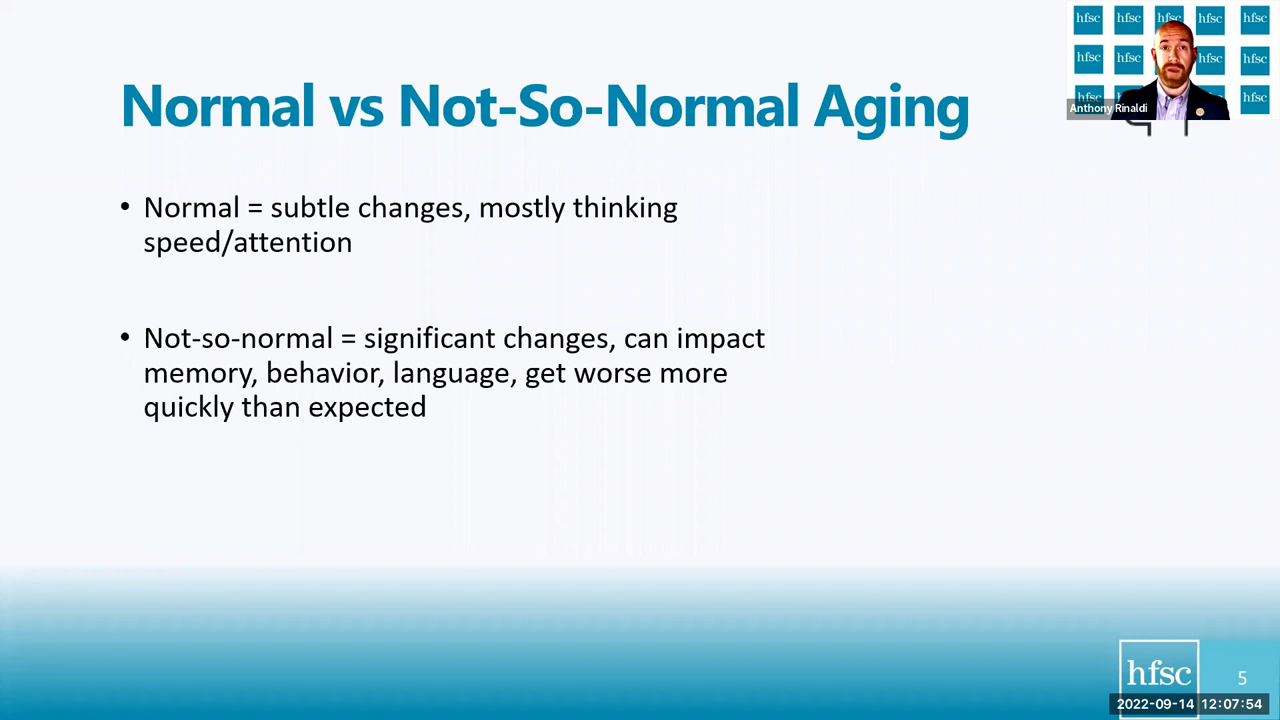 hfsc hfsc hfsc hfsc hfsc
hfsc hfsc hfsc hfsc
hfsc hfsc
Anthony Rinaldi
Normal vs Not-So-Normal Aging
• Normal = subtle changes, mostly thinking
speed/attention
• Not-so-normal = significant changes, can impact
memory, behavior, language, get worse more
quickly than expected
hfsc
5
2022-09-14 12:07:54